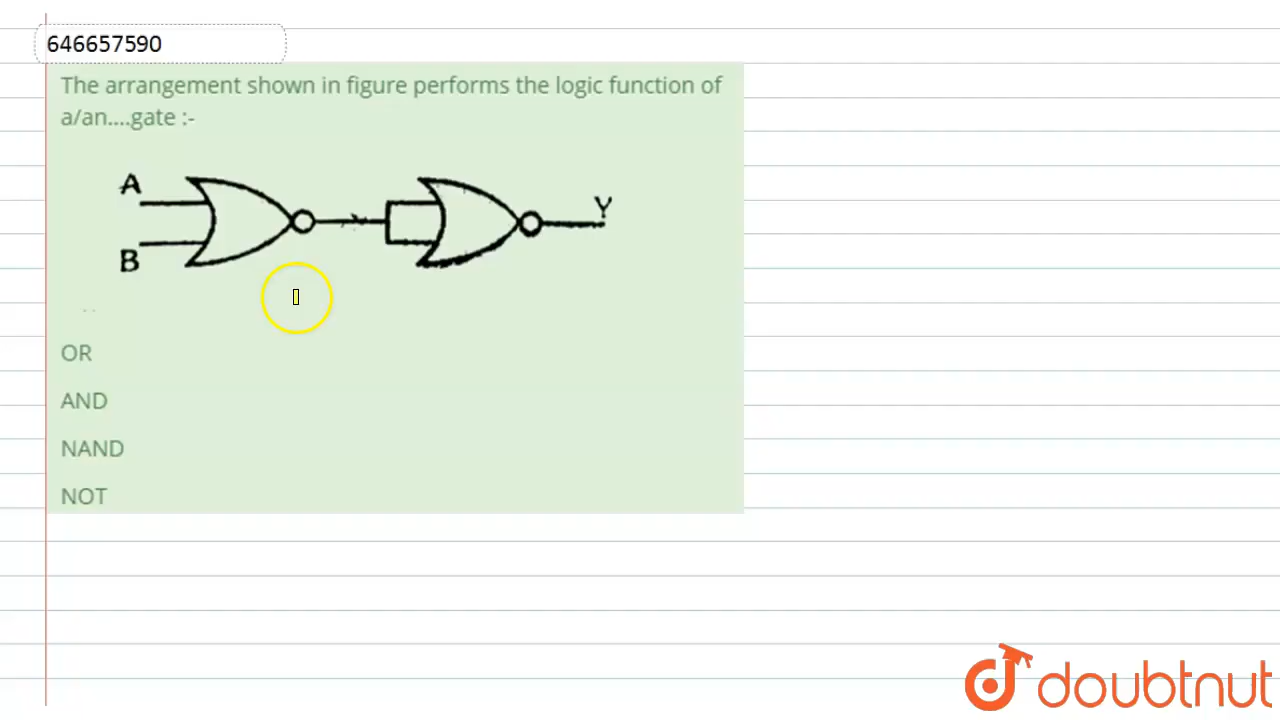 646657590
The arrangement shown in figure performs the logic function of
a/an....gate :-
A
B
Y
OR
AND
NAND
NOT
doubtnut